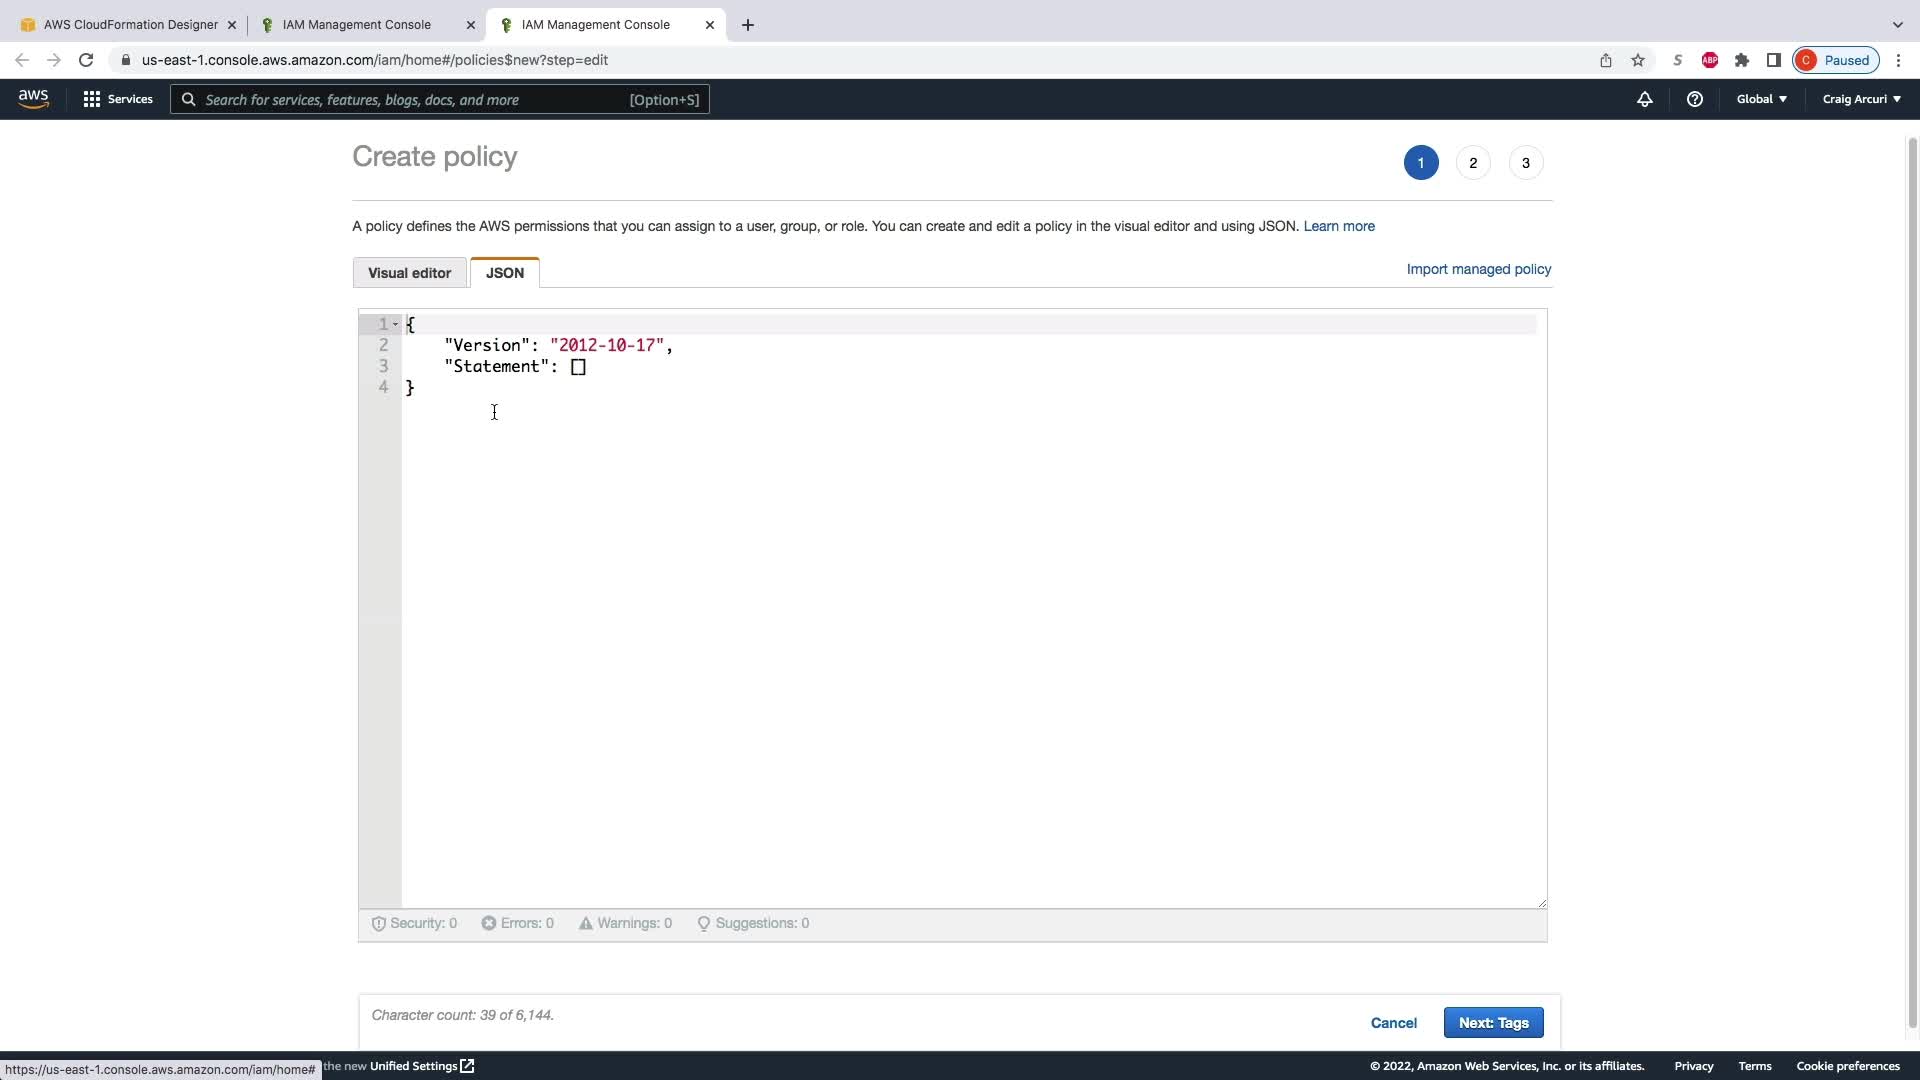 AWS CloudFormation Designer
IAM Management Console
IAM Management Console
us-east-1.console.aws.amazon.com/iam/home#/policies$new?step=edit
S
ABP
C
Paused
aws
Services
Search for services, features, blogs, docs, and more
[Option+S]
Global
Craig Arcuri
Create policy
1
2
3
A policy defines the AWS permissions that you can assign to a user, group, or role. You can create and edit a policy in the visual editor and using JSON. Learn more
Visual editor
JSON
Import managed policy
1 {
2 "Version": "2012-10-17",
3 "Statement": []
4 }
Security: 0
Errors: 0
Warnings: 0
Suggestions: 0
Character count: 39 of 6,144.
Cancel
Next: Tags
https://us-east-1.console.aws.amazon.com/iam/home#
the new Unified Settings
© 2022, Amazon Web Services, Inc. or its affiliates.
Privacy
Terms
Cookie preferences